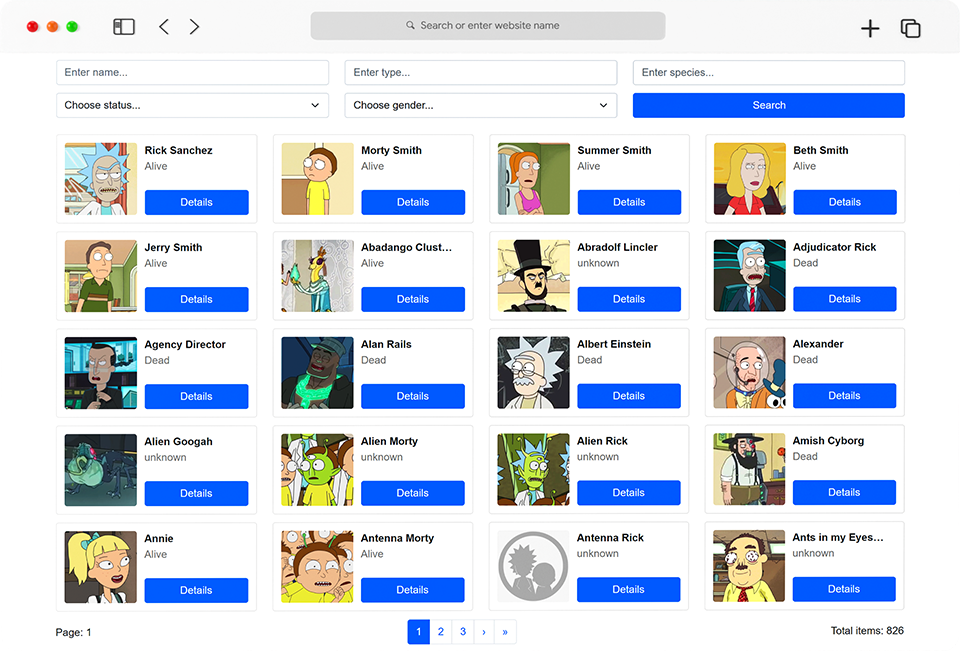 Search or enter website name
Enter name...
Enter type...
Enter species...
Choose status...
Choose gender...
Search
Rick Sanchez
Alive
Details
Morty Smith
Alive
Details
Summer Smith
Alive
Details
Beth Smith
Alive
Details
Jerry Smith
Alive
Details
Abadango Clust...
Alive
Details
Abradolf Lincler
unknown
Details
Adjudicator Rick
Dead
Details
Agency Director
Dead
Details
Alan Rails
Dead
Details
Albert Einstein
Dead
Details
Alexander
Dead
Details
Alien Googah
unknown
Details
Alien Morty
unknown
Details
Alien Rick
unknown
Details
Amish Cyborg
Dead
Details
Annie
Alive
Details
Antenna Morty
Alive
Details
Antenna Rick
unknown
Details
Ants in my Eyes...
unknown
Details
Page: 1
1 2 3 › »
Total items: 826